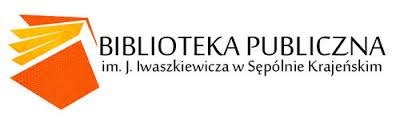 BIBLIOTEKA PUBLICZNA
im. J. Iwaszkiewicza w Sępólnie Krajeńskim